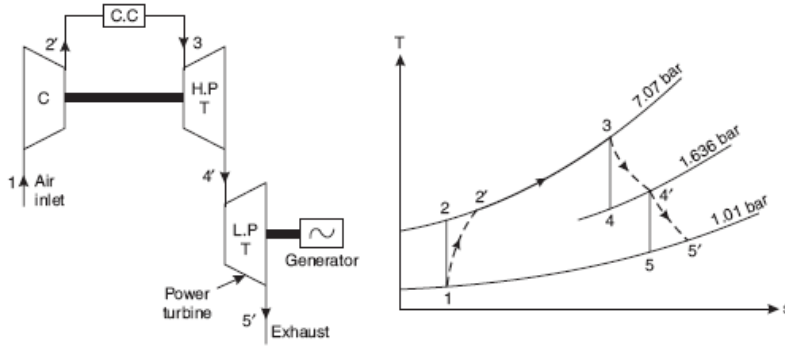 C.C
2′
3
C
H.P
T
1
Air
inlet
4′
L.P
T
Generator
Power
turbine
5′
Exhaust
T
7.07 bar
3
1.636 bar
2
2′
4′
4
1.01 bar
1
5
5′
s